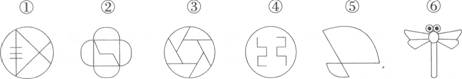 ① ② ③ ④ ⑤ ⑥